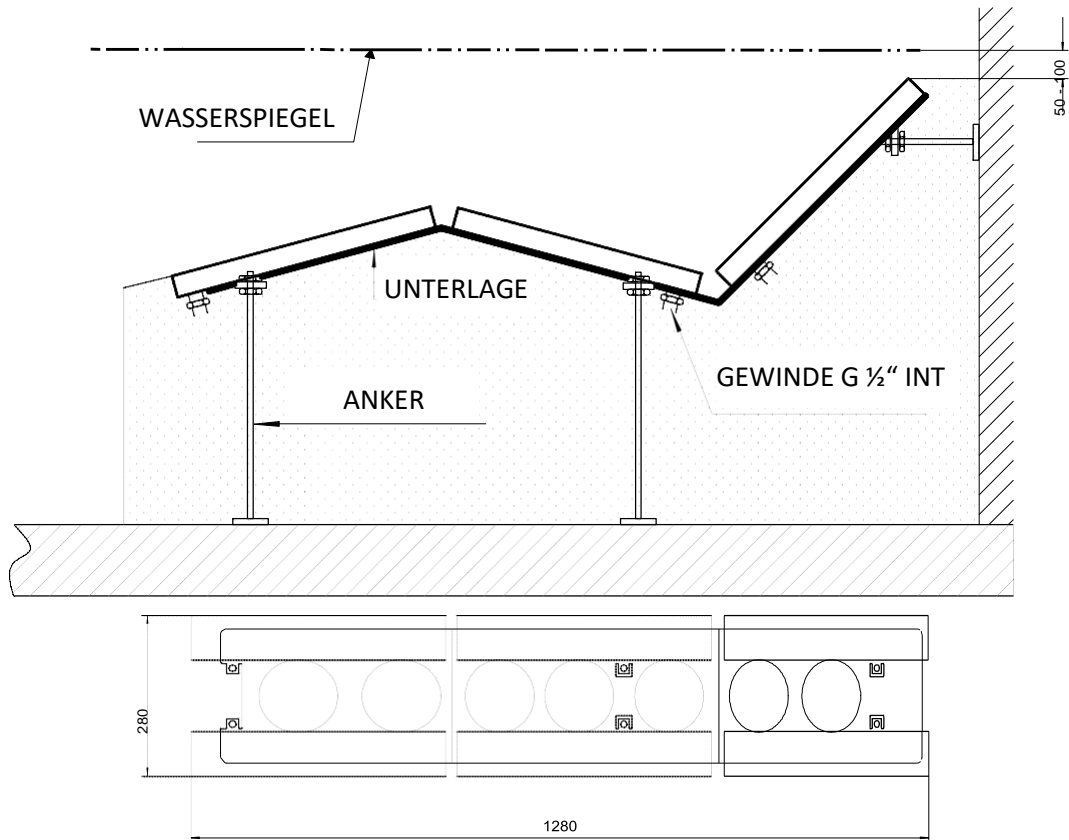 50 - 100
WASSERSPIEGEL
UNTERLAGE
GEWINDE G ½“ INT
ANKER
280
1280